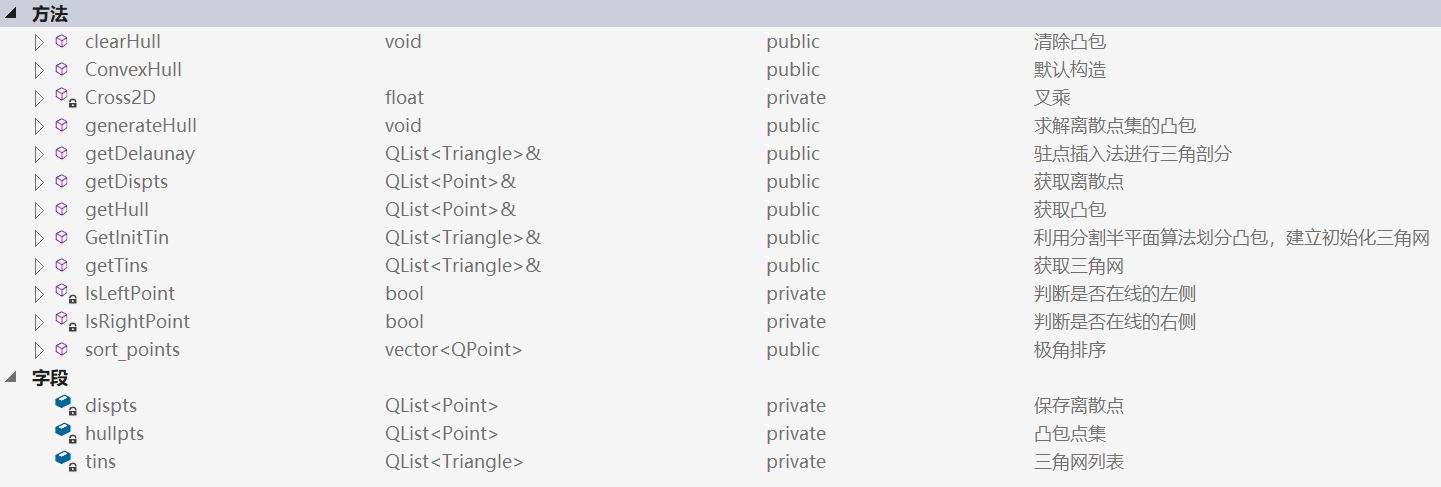 方法
clearHull void public 清除凸包
ConvexHull public 默认构造
Cross2D float private 叉乘
generateHull void public 求解离散点集的凸包
getDelaunay QList<Triangle>& public 驻点插入法进行三角剖分
getDispts QList<Point>& public 获取离散点
getHull QList<Point>& public 获取凸包
GetInitTin QList<Triangle>& public 利用分割半平面算法划分凸包，建立初始化三角网
getTins QList<Triangle>& public 获取三角网
IsLeftPoint bool private 判断是否在线的左侧
IsRightPoint bool private 判断是否在线的右侧
sort_points vector<QPoint> public 极角排序
字段
dispts QList<Point> private 保存离散点
hullpts QList<Point> private 凸包点集
tins QList<Triangle> private 三角网列表